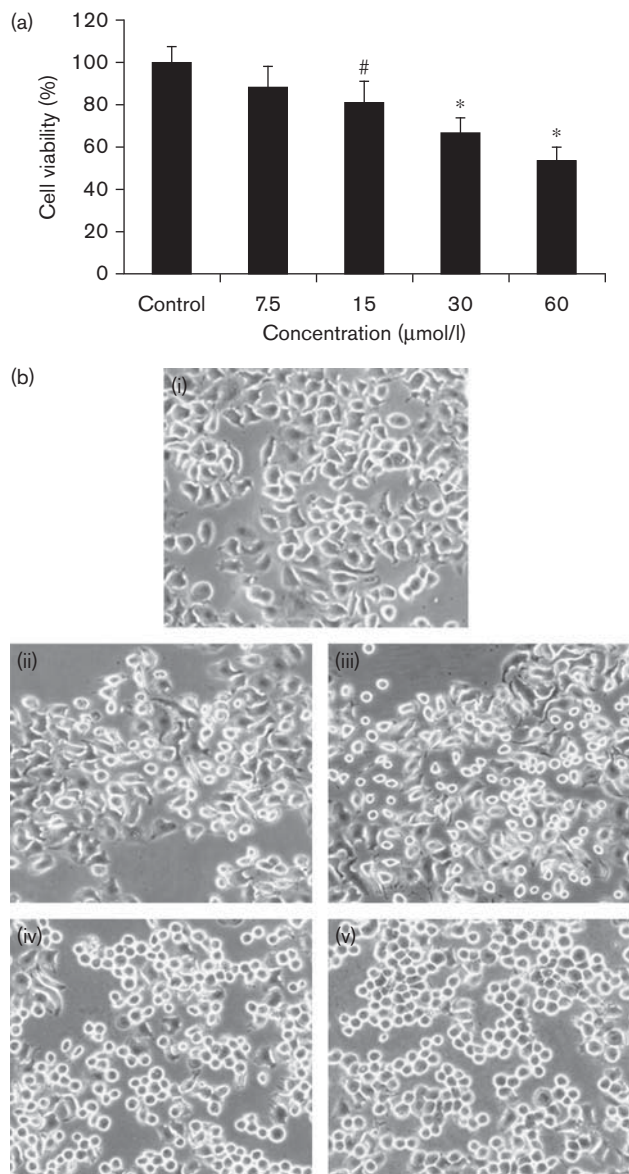 (a)
120
100
80
60
40
20
0
Cell viability (%)
#
*
*
Control 7.5 15 30 60
Concentration (μmol/l)
(b)
(i)
(ii)
(iii)
(iv)
(v)